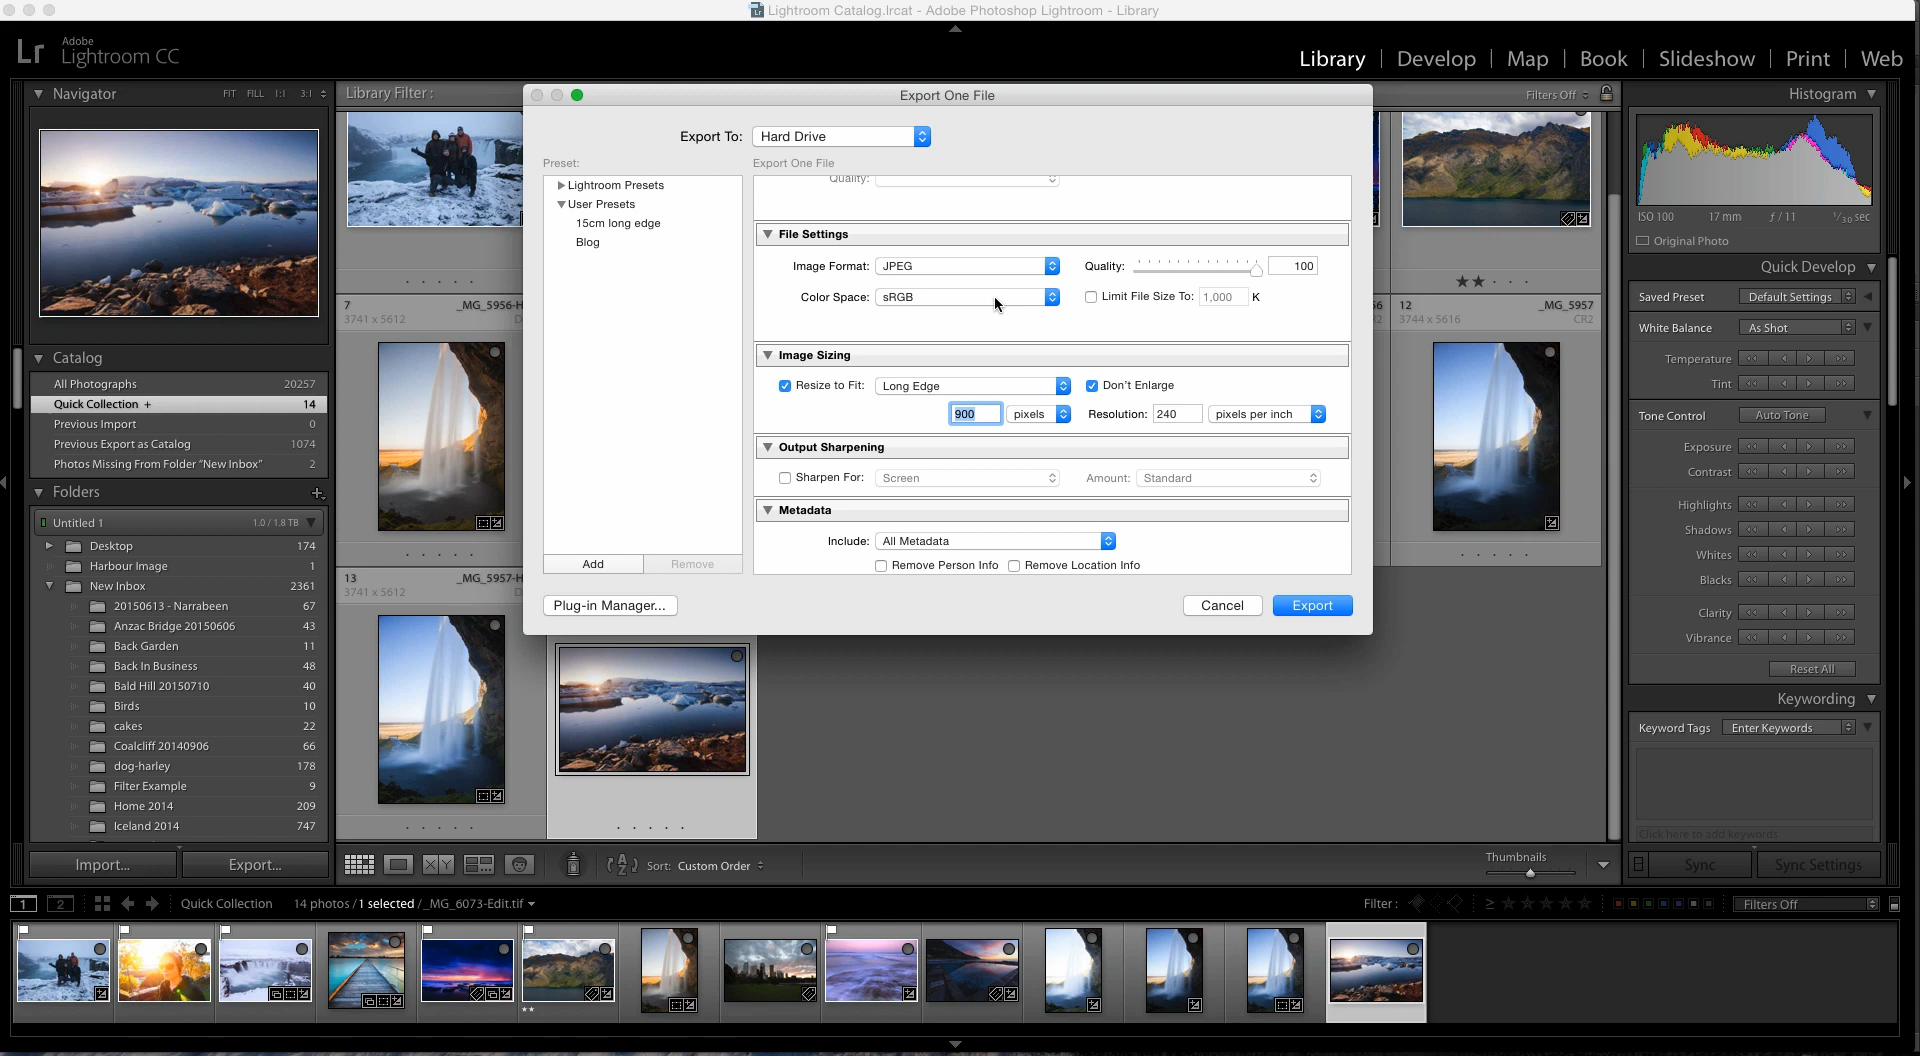 Lightroom Catalog.lrcat - Adobe Photoshop Lightroom - Library
Lr Adobe Lightroom CC
Library | Develop | Map | Book | Slideshow | Print | Web
Navigator FIT FILL 1:1 3:1
Library Filter :
Filters Off
Histogram
ISO 100 17 mm ƒ / 11 1/30 sec
Original Photo
Quick Develop
Saved Preset Default Settings
White Balance As Shot
Temperature
Tint
Tone Control Auto Tone
Exposure
Contrast
Highlights
Shadows
Whites
Blacks
Clarity
Vibrance
Reset All
Keywording
Keyword Tags Enter Keywords
Click here to add keywords
Sync Sync Settings
Catalog
All Photographs 20257
Quick Collection + 14
Previous Import 0
Previous Export as Catalog 1074
Photos Missing From Folder “New Inbox” 2
Folders +
Untitled 1 1.0 / 1.8 TB
Desktop 174
Harbour Image 1
New Inbox 2361
20150613 - Narrabeen 67
Anzac Bridge 20150606 43
Back Garden 11
Back In Business 48
Bald Hill 20150710 40
Birds 10
cakes 22
Coalcliff 20140906 66
dog-harley 178
Filter Example 9
Home 2014 209
Iceland 2014 747
Import... Export...
7 _MG_5956-H
3741 x 5612
13 _MG_5957-H
3741 x 5612
12 _MG_5957
3744 x 5616 CR2
Export One File
Export To: Hard Drive
Preset: Export One File
Lightroom Presets
User Presets
15cm long edge
Blog
Add Remove
Quality:
File Settings
Image Format: JPEG Quality: 100
Color Space: sRGB Limit File Size To: 1,000 K
Image Sizing
Resize to Fit: Long Edge Don't Enlarge
900 pixels Resolution: 240 pixels per inch
Output Sharpening
Sharpen For: Screen Amount: Standard
Metadata
Include: All Metadata
Remove Person Info Remove Location Info
Plug-in Manager... Cancel Export
XY Sort: Custom Order Thumbnails
1 2 Quick Collection 14 photos / 1 selected / _MG_6073-Edit.tif Filter : Filters Off